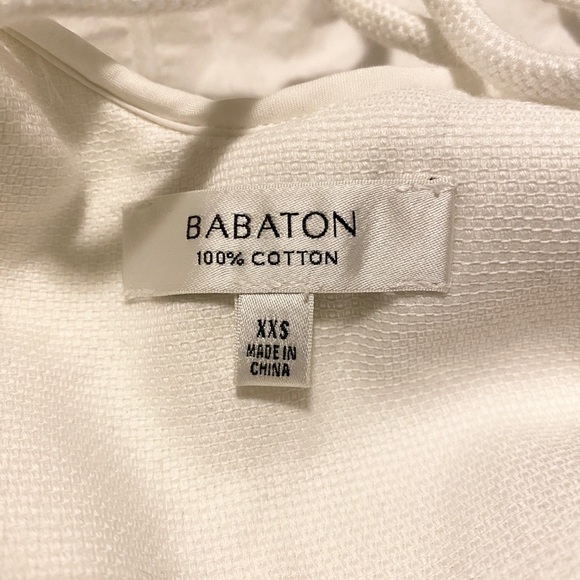 BABATON
100% COTTON
XXS
MADE IN
CHINA